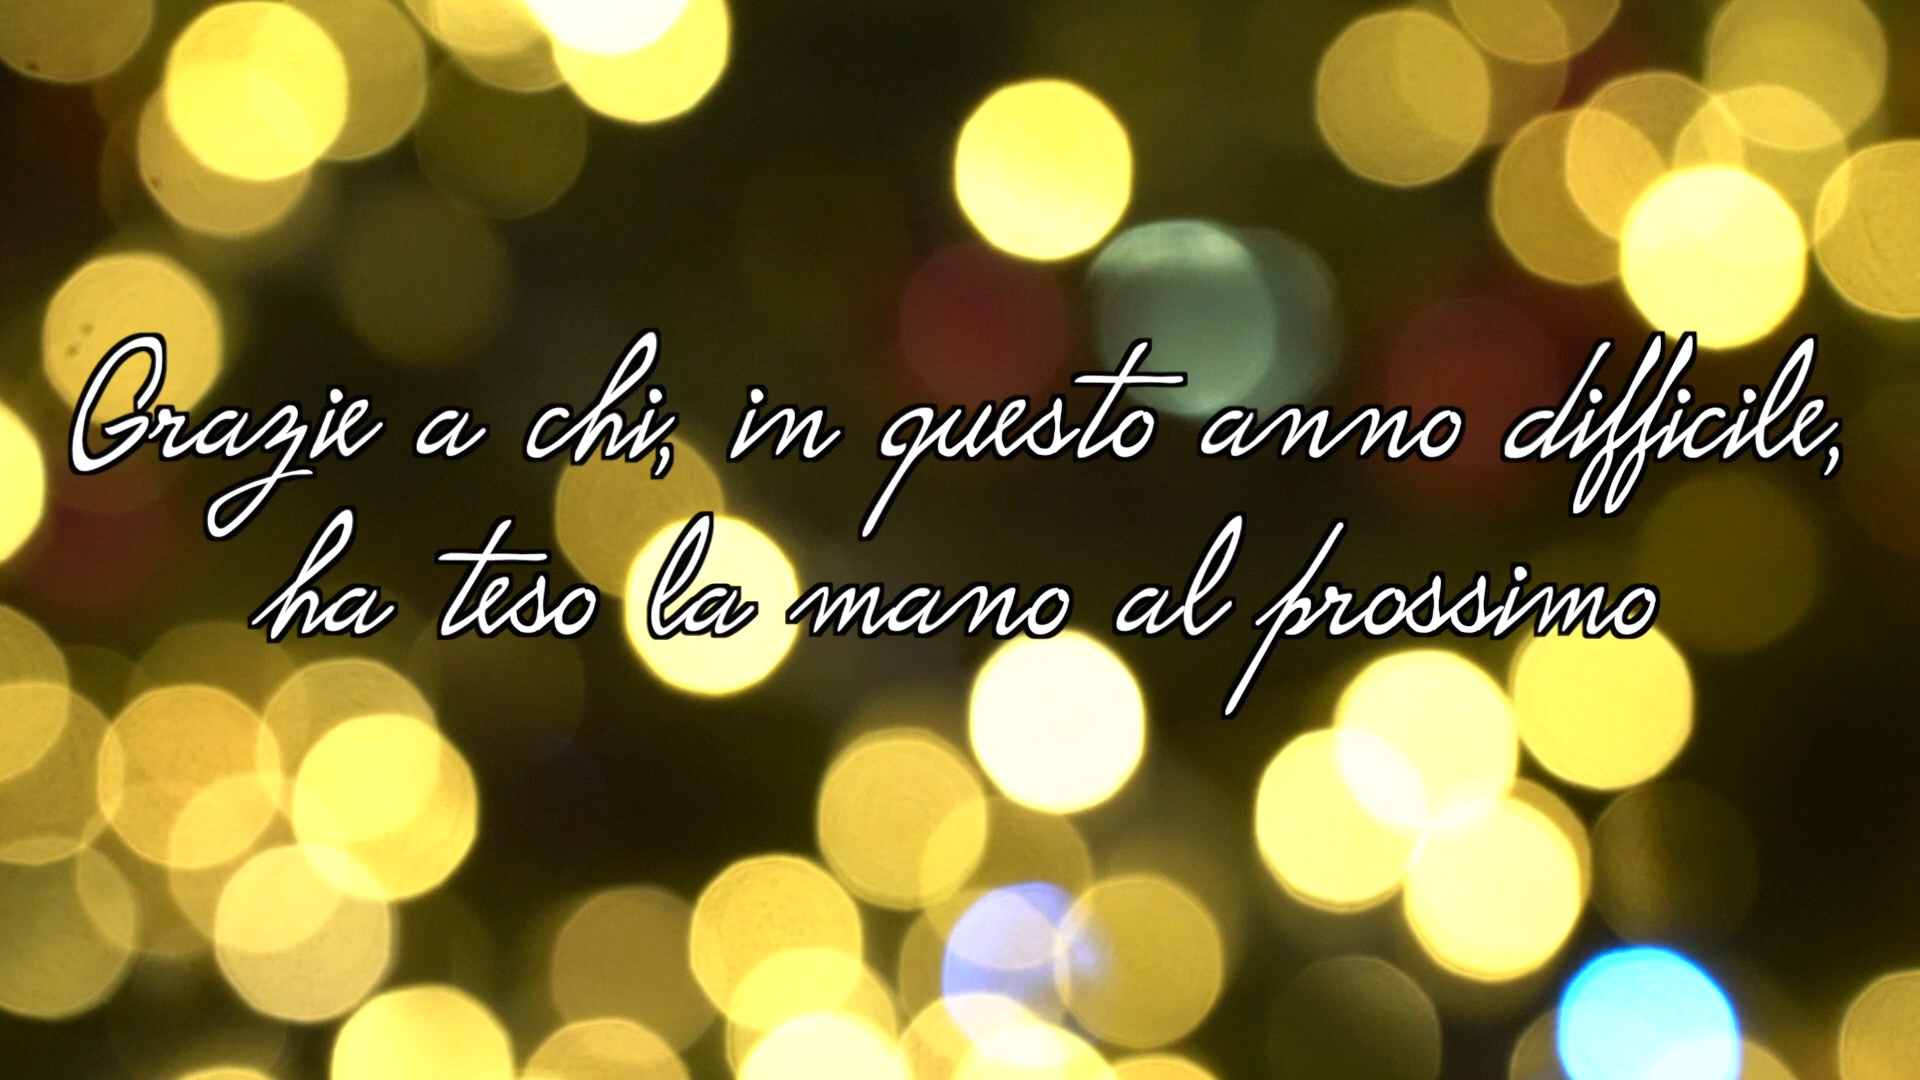 Grazie a chi, in questo anno difficile,
ha teso la mano al prossimo